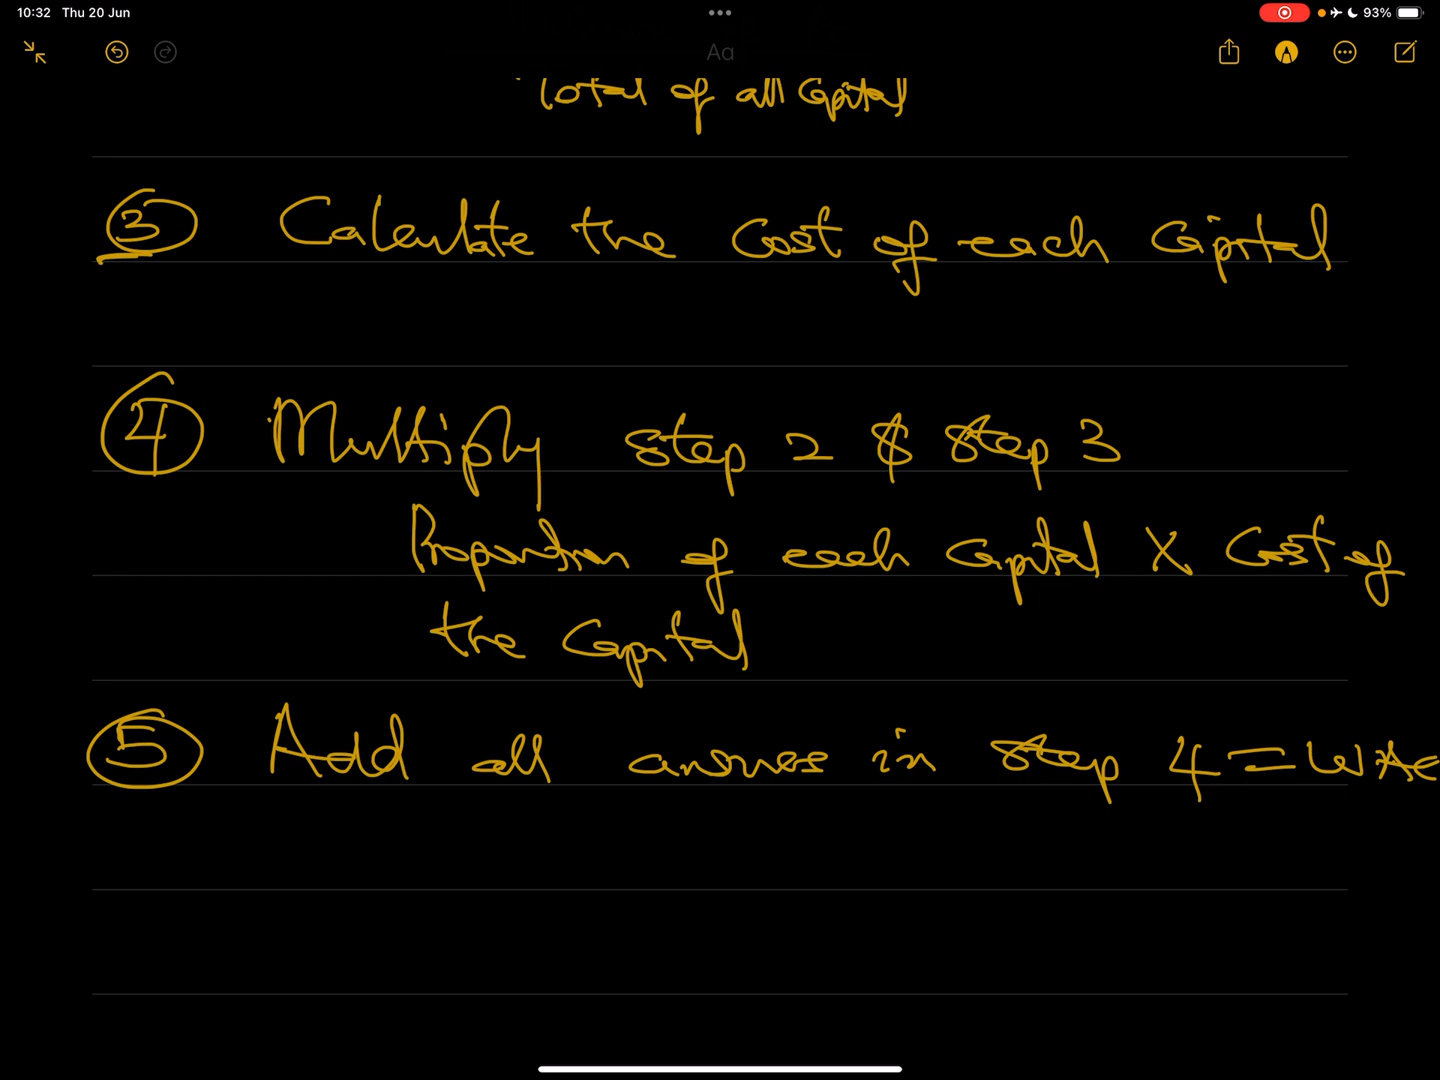 10:32 Thu 20 Jun
93%
Aa
Total of all Capital
3 Calculate the Cost of each Capital
4 Multiply step 2 & step 3
Proportion of each Capital X Cost of
the Capital
5 Add all answers in step 4 = WAC